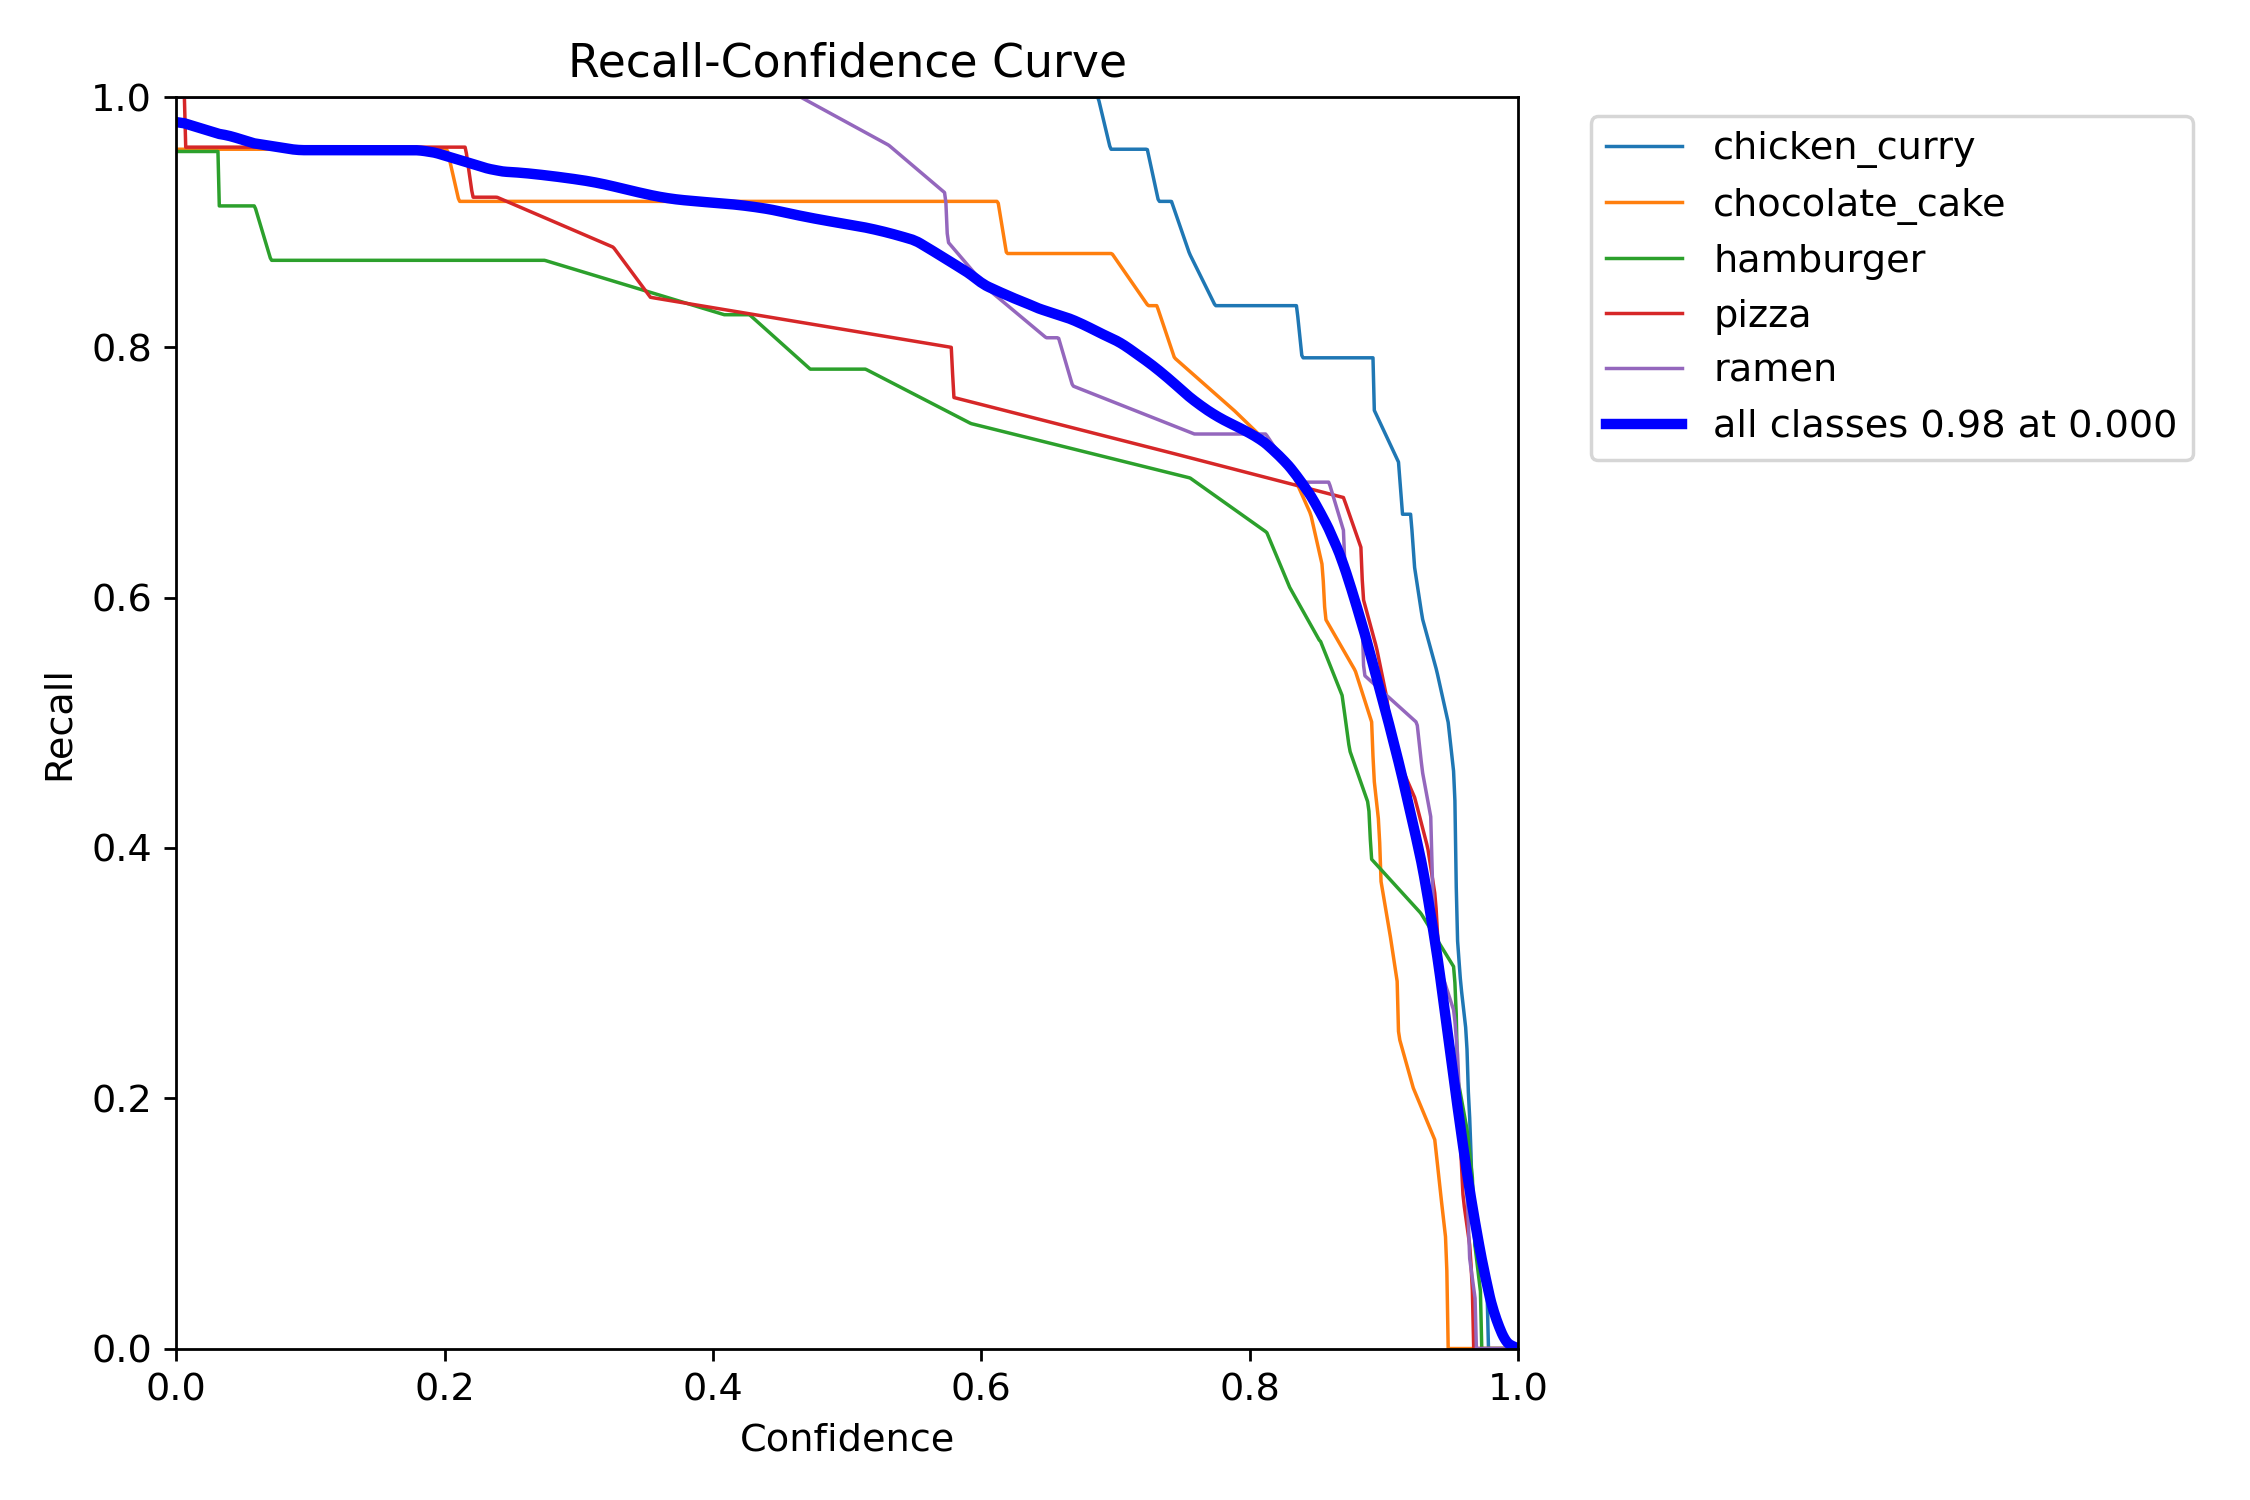 Recall-Confidence Curve
1.0
0.8
0.6
0.4
0.2
0.0
Recall
0.0 0.2 0.4 0.6 0.8 1.0
Confidence
chicken_curry
chocolate_cake
hamburger
pizza
ramen
all classes 0.98 at 0.000